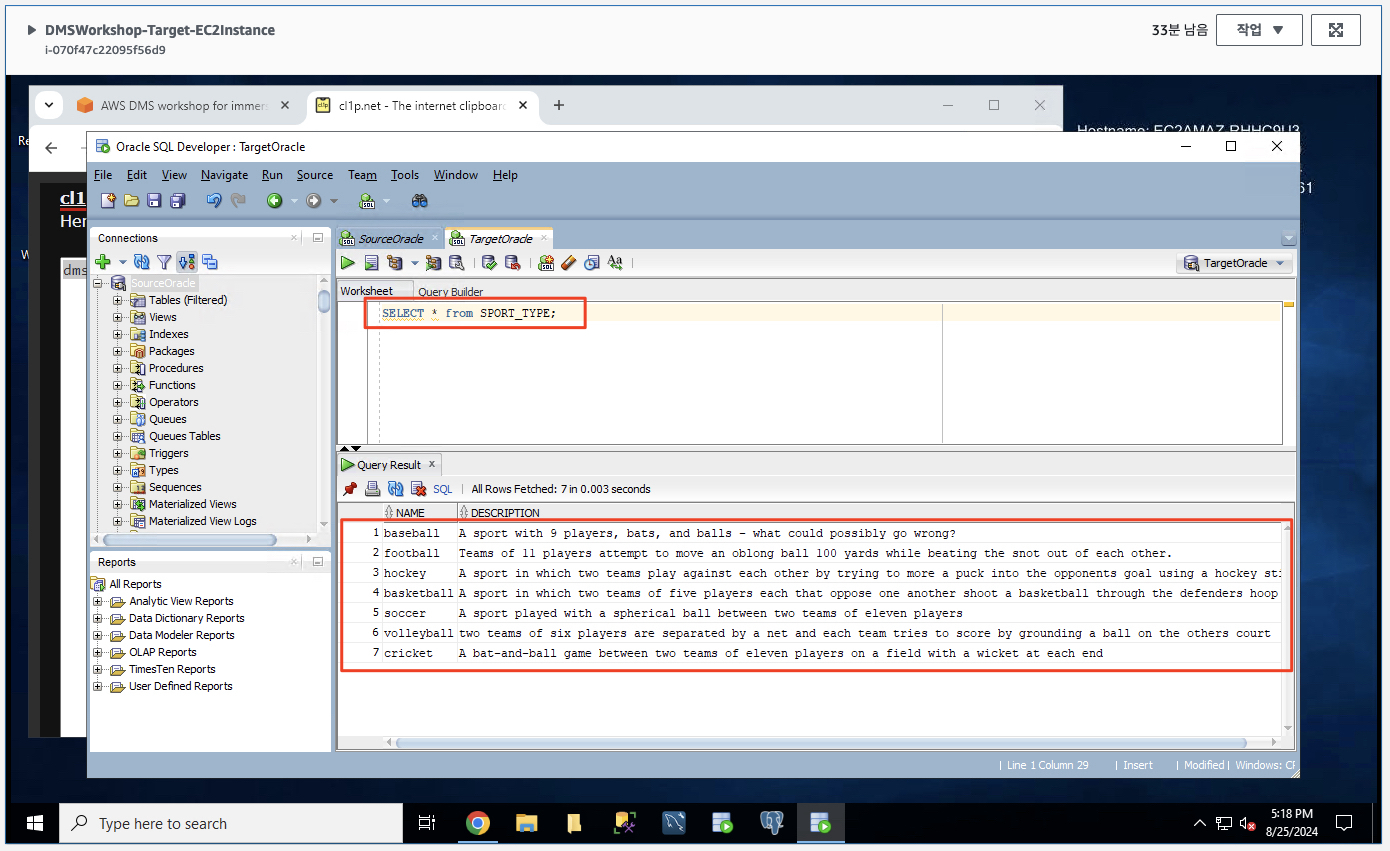 DMSWorkshop-Target-EC2Instance
i-070f47c22095f56d9
33분 남음
작업
AWS DMS workshop for immers
cl1p.net - The internet clipboard
Hostname: EC2AMAZ-RHHC9U3
61
Re
W
cl1
Her
dms
Oracle SQL Developer : TargetOracle
File Edit View Navigate Run Source Team Tools Window Help
Connections
SourceOracle
Tables (Filtered)
Views
Indexes
Packages
Procedures
Functions
Operators
Queues
Queues Tables
Triggers
Types
Sequences
Materialized Views
Materialized View Logs
Reports
All Reports
Analytic View Reports
Data Dictionary Reports
Data Modeler Reports
OLAP Reports
TimesTen Reports
User Defined Reports
SourceOracle
TargetOracle
TargetOracle
Worksheet Query Builder
SELECT * from SPORT_TYPE;
Query Result
SQL | All Rows Fetched: 7 in 0.003 seconds
NAME DESCRIPTION
1 baseball A sport with 9 players, bats, and balls - what could possibly go wrong?
2 football Teams of 11 players attempt to move an oblong ball 100 yards while beating the snot out of each other.
3 hockey A sport in which two teams play against each other by trying to more a puck into the opponents goal using a hockey sti
4 basketball A sport in which two teams of five players each that oppose one another shoot a basketball through the defenders hoop
5 soccer A sport played with a spherical ball between two teams of eleven players
6 volleyball two teams of six players are separated by a net and each team tries to score by grounding a ball on the others court
7 cricket A bat-and-ball game between two teams of eleven players on a field with a wicket at each end
| Line 1 Column 29 | Insert | Modified | Windows: CF
Type here to search
5:18 PM
8/25/2024